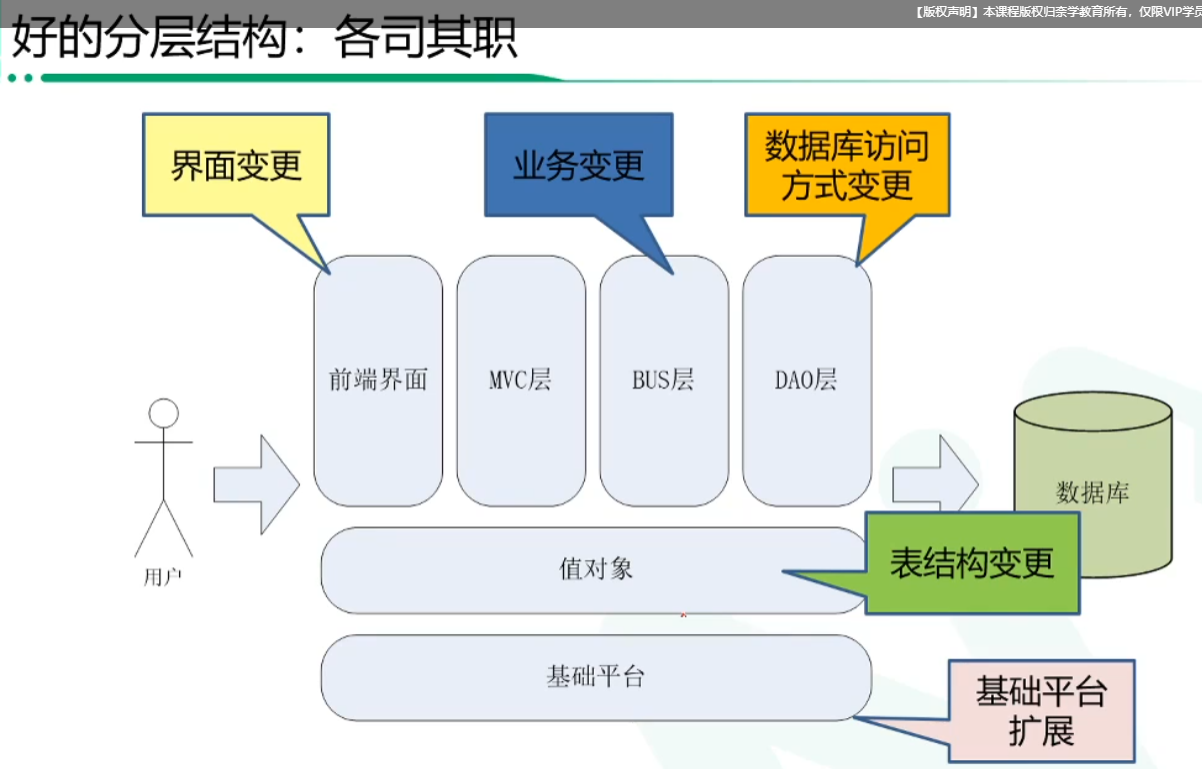 【版权声明】本课程版权归奈学教育所有，仅限VIP学员
好的分层结构：各司其职
界面变更
业务变更
数据库访问
方式变更
前端界面
MVC层
BUS层
DAO层
用户
数据库
值对象
表结构变更
基础平台
基础平台
扩展